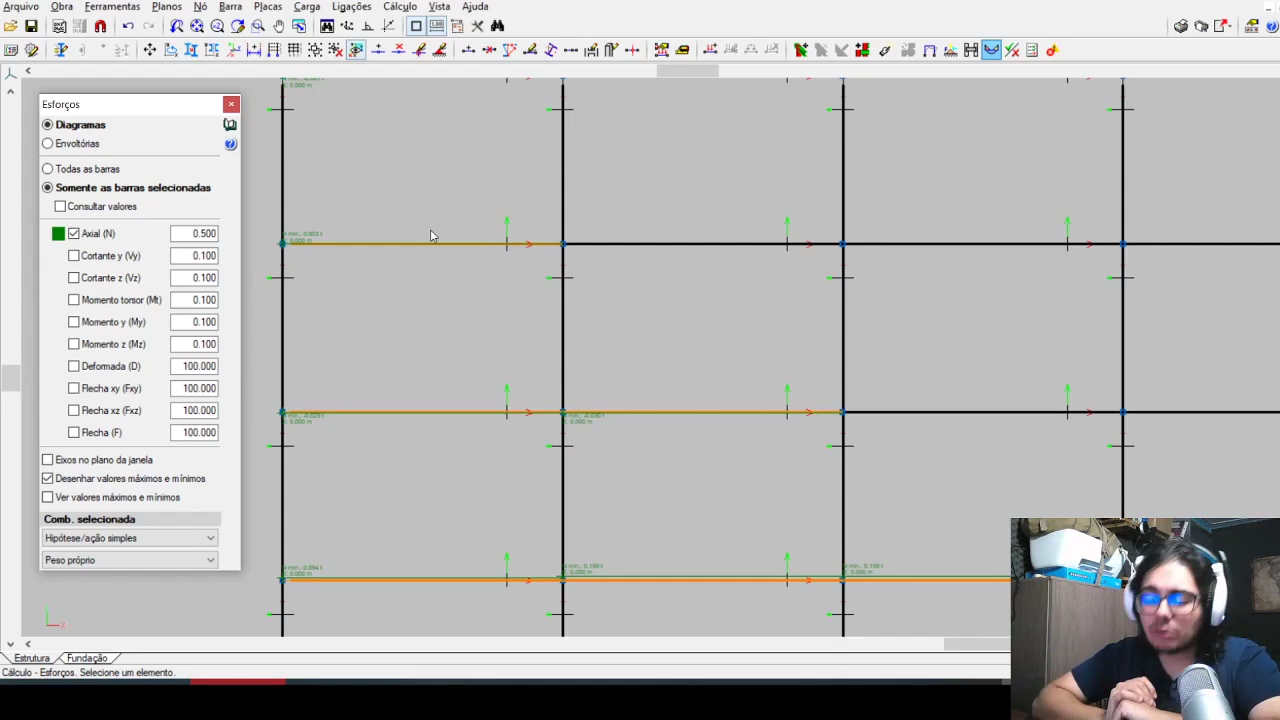 Arquivo Obra Ferramentas Planos Nó Barra Placas Carga Ligações Cálculo Vista Ajuda
Esforços
Diagramas
Envoltórias
Todas as barras
Somente as barras selecionadas
Consultar valores
Axial (N) 0.500
Cortante y (Vy) 0.100
Cortante z (Vz) 0.100
Momento torsor (Mt) 0.100
Momento y (My) 0.100
Momento z (Mz) 0.100
Deformada (D) 100.000
Flecha xy (Fxy) 100.000
Flecha xz (Fxz) 100.000
Flecha (F) 100.000
Eixos no plano da janela
Desenhar valores máximos e mínimos
Ver valores máximos e mínimos
Comb. selecionada
Hipótese/ação simples
Peso próprio
X: 0.000 m
X: 0.000 m
Estrutura Fundação
Cálculo - Esforços. Selecione um elemento.